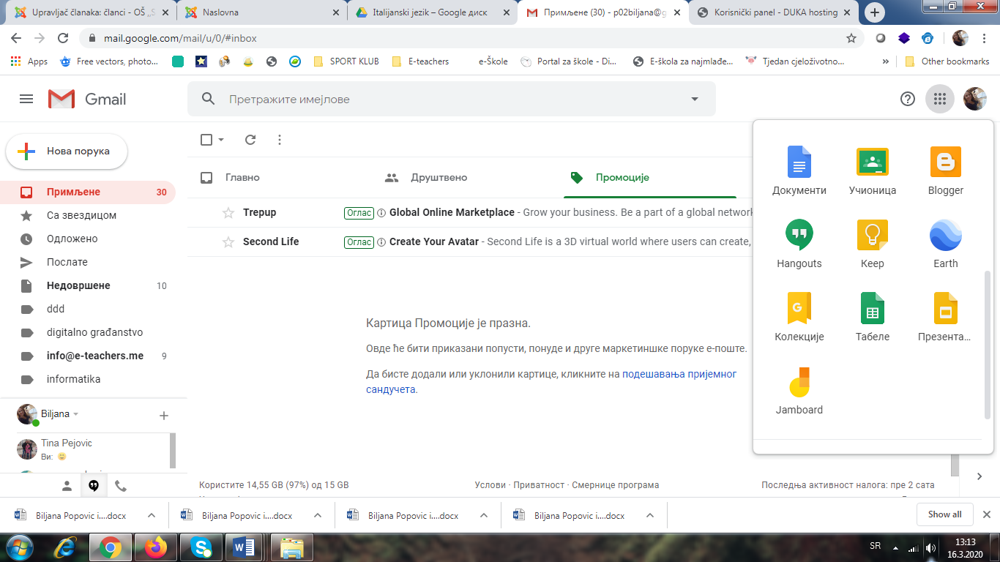 Upravljač članaka: članci - OŠ „S
Naslovna
Italijanski jezik – Google диск
Примљене (30) - p02biljana@g
Korisnički panel - DUKA hosting
mail.google.com/mail/u/0/#inbox
Apps
Free vectors, photo...
SPORT KLUB
E-teachers
e-Škole
Portal za škole - Di...
E-škola za najmlađe...
Tjedan cjeloživotno...
»
Other bookmarks
Gmail
Претражите имејлове
Нова порука
Примљене 30
Са звездицом
Одложено
Послате
Недовршене 10
ddd
digitalno građanstvo
info@e-teachers.me 9
informatika
Biljana
Tina Pejovic
Ви:
Главно
Друштвено
Промоције
Trepup Оглас Global Online Marketplace - Grow your business. Be a part of a global network
Second Life Оглас Create Your Avatar - Second Life is a 3D virtual world where users can create,
Картица Промоције је празна.
Овде ће бити приказани попусти, понуде и друге маркетиншке поруке е-поште.
Да бисте додали или уклонили картице, кликните на подешавања пријемног
сандучета.
Користите 14,55 GB (97%) од 15 GB
Услови · Приватност · Смернице програма
Последња активност налога: пре 2 сата
Документи
Учионица
Blogger
Hangouts
Keep
Earth
Колекције
Табеле
Презента...
Jamboard
Biljana Popovic i....docx
Biljana Popovic i....docx
Biljana Popovic i....docx
Biljana Popovic i....docx
Show all
SR
13:13
16.3.2020